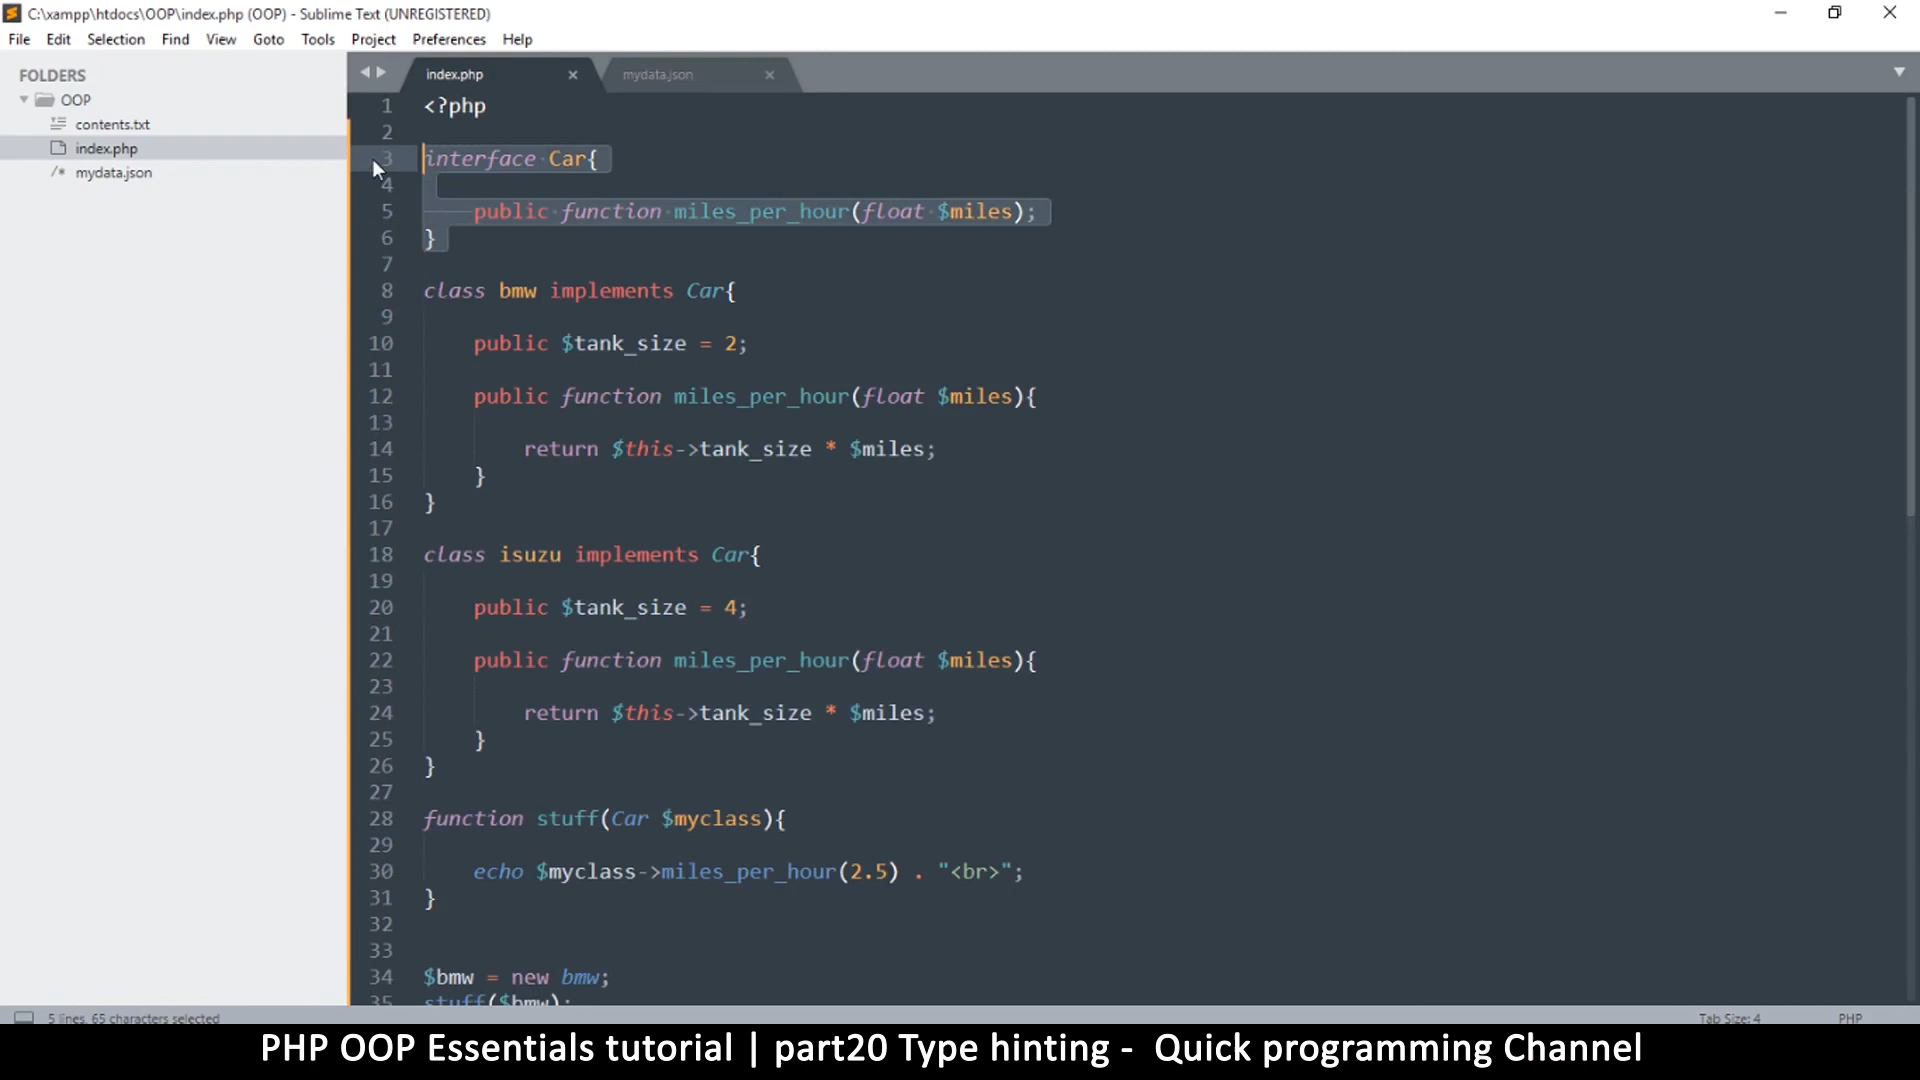 C:\xampp\htdocs\OOP\index.php (OOP) - Sublime Text (UNREGISTERED)
File Edit Selection Find View Goto Tools Project Preferences Help
FOLDERS
OOP
contents.txt
index.php
mydata.json
index.php mydata.json
1 <?php
2
3 interface Car{
4
5 public function miles_per_hour(float $miles);
6 }
7
8 class bmw implements Car{
9
10 public $tank_size = 2;
11
12 public function miles_per_hour(float $miles){
13
14 return $this->tank_size * $miles;
15 }
16 }
17
18 class isuzu implements Car{
19
20 public $tank_size = 4;
21
22 public function miles_per_hour(float $miles){
23
24 return $this->tank_size * $miles;
25 }
26 }
27
28 function stuff(Car $myclass){
29
30 echo $myclass->miles_per_hour(2.5) . "<br>";
31 }
32
33
34 $bmw = new bmw;
35 stuff($bmw);
5 lines, 65 characters selected Tab Size: 4 PHP
PHP OOP Essentials tutorial | part20 Type hinting - Quick programming Channel